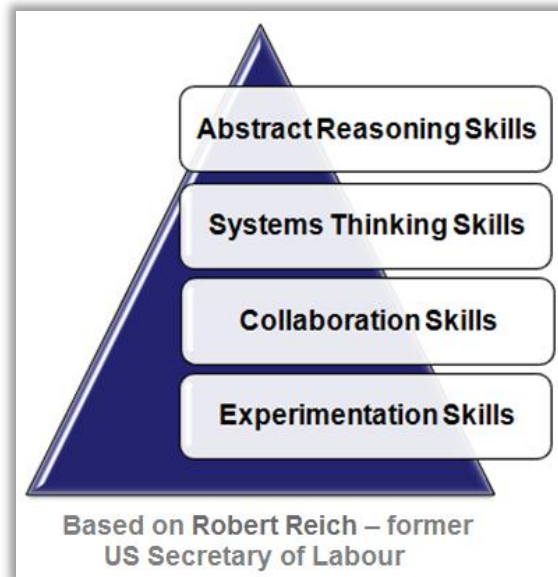 Abstract Reasoning Skills
Systems Thinking Skills
Collaboration Skills
Experimentation Skills
Based on Robert Reich – former
US Secretary of Labour